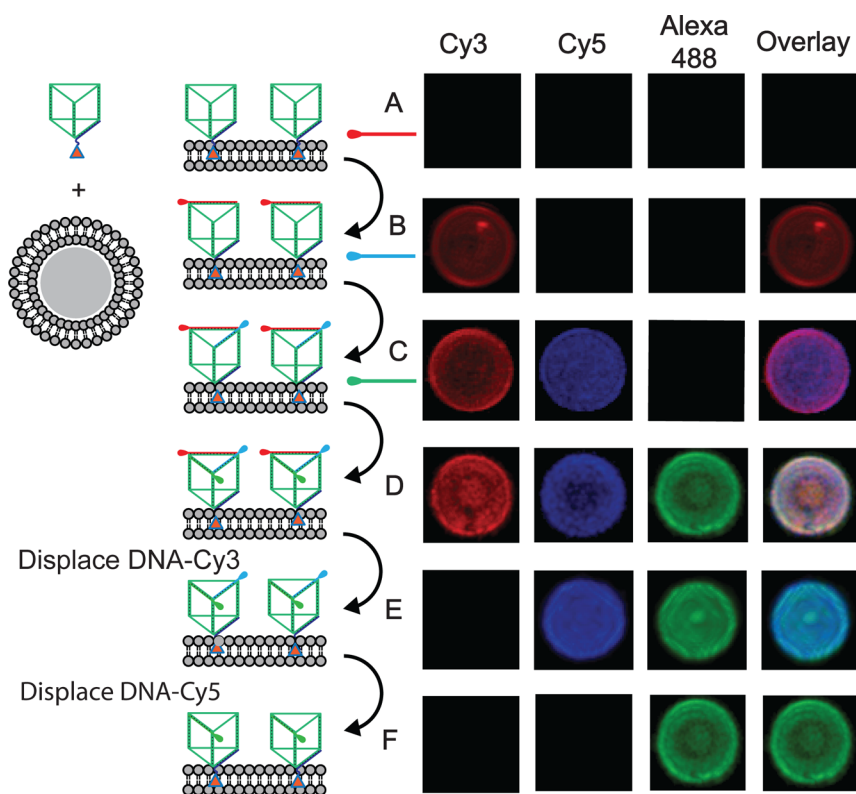 Cy3 Cy5 Alexa 488 Overlay
A
+
B
C
D
Displace DNA-Cy3
E
Displace DNA-Cy5
F